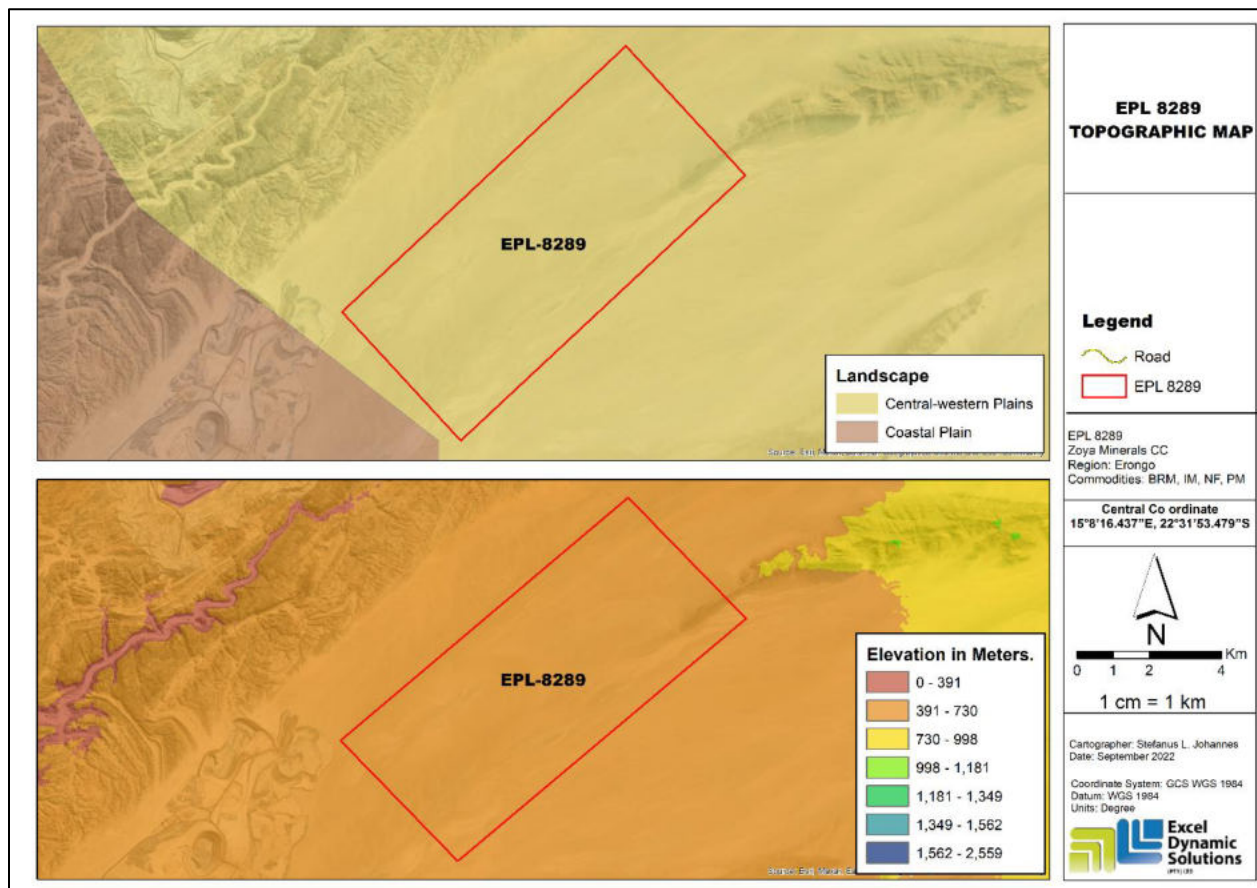 EPL-8289
Landscape
Central-western Plains
Coastal Plain
EPL-8289
Elevation in Meters.
0 - 391
391 - 730
730 - 998
998 - 1,181
1,181 - 1,349
1,349 - 1,562
1,562 - 2,559
EPL 8289
TOPOGRAPHIC MAP
Legend
Road
EPL 8289
EPL 8289
Zoya Minerals CC
Region: Erongo
Commodities: BRM, IM, NF, PM
Central Co ordinate
15°8'16.437"E, 22°31'53.479"S
N
Km
0 1 2 4
1 cm = 1 km
Cartographer: Stefanus L. Johannes
Date: September 2022
Coordinate System: GCS WGS 1984
Datum: WGS 1984
Units: Degree
Excel
Dynamic
Solutions
(PTY) LTD